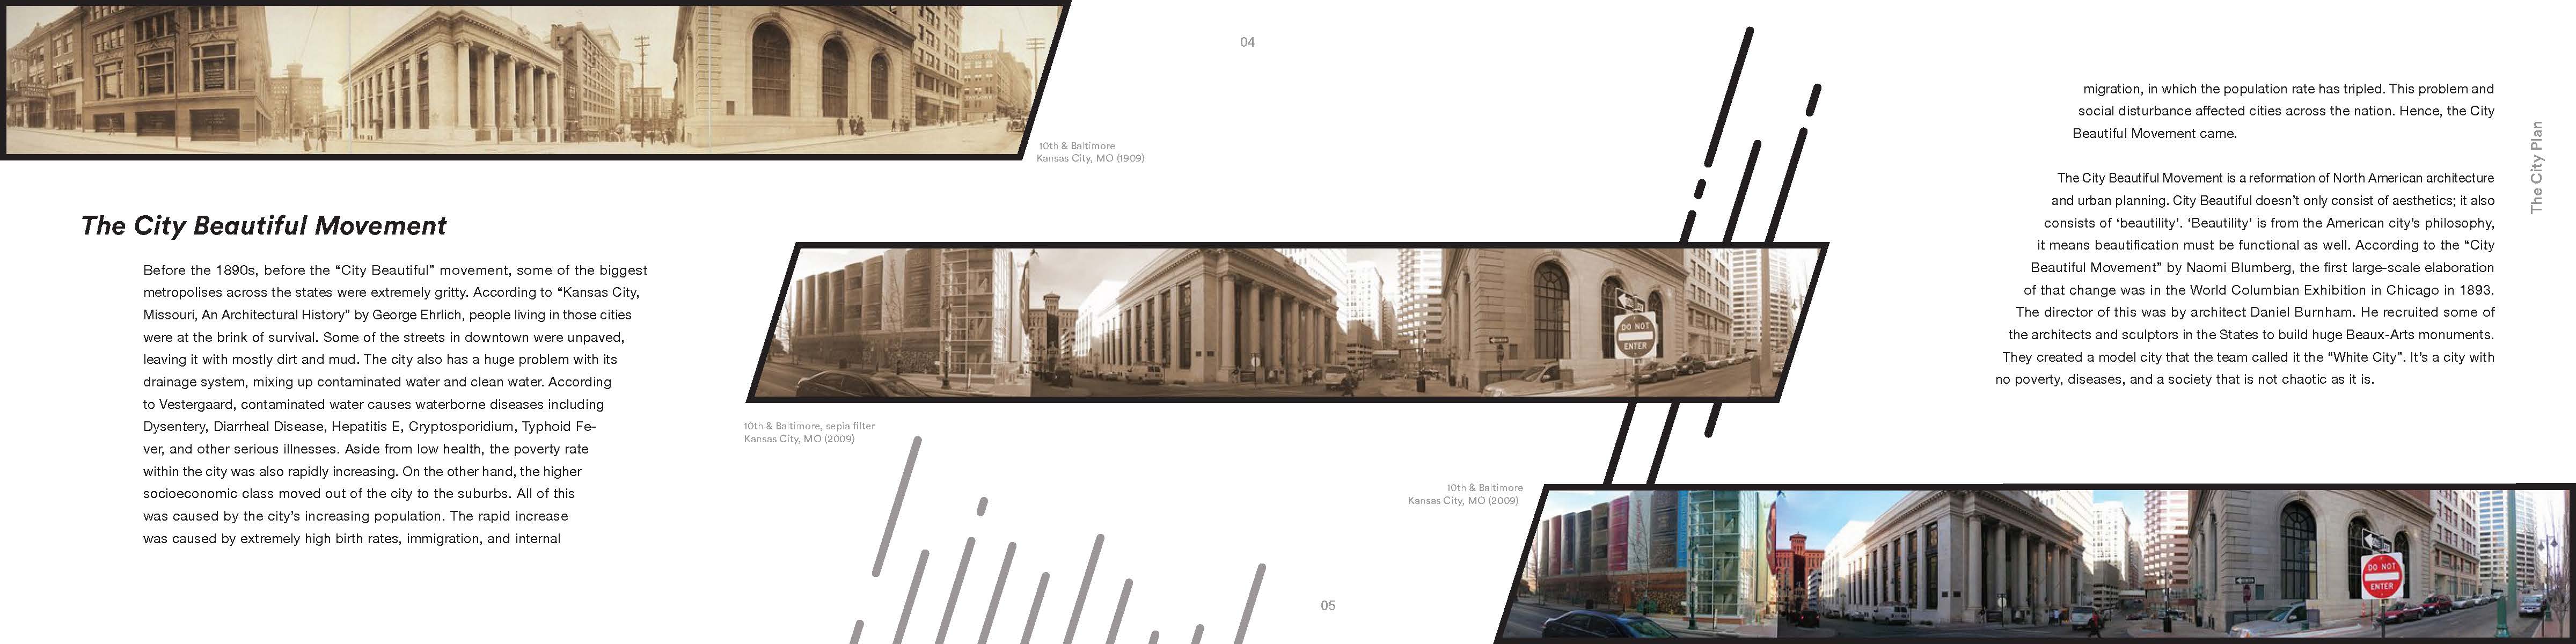 04
10th & Baltimore
Kansas City, MO (1909)
The City Beautiful Movement
Before the 1890s, before the “City Beautiful” movement, some of the biggest
metropolises across the states were extremely gritty. According to “Kansas City,
Missouri, An Architectural History” by George Ehrlich, people living in those cities
were at the brink of survival. Some of the streets in downtown were unpaved,
leaving it with mostly dirt and mud. The city also has a huge problem with its
drainage system, mixing up contaminated water and clean water. According
to Vestergaard, contaminated water causes waterborne diseases including
Dysentery, Diarrheal Disease, Hepatitis E, Cryptosporidium, Typhoid Fe-
ver, and other serious illnesses. Aside from low health, the poverty rate
within the city was also rapidly increasing. On the other hand, the higher
socioeconomic class moved out of the city to the suburbs. All of this
was caused by the city’s increasing population. The rapid increase
was caused by extremely high birth rates, immigration, and internal
DO NOT
ENTER
10th & Baltimore, sepia filter
Kansas City, MO (2009)
10th & Baltimore
Kansas City, MO (2009)
DO NOT
ENTER
05
migration, in which the population rate has tripled. This problem and
social disturbance affected cities across the nation. Hence, the City
Beautiful Movement came.
The City Beautiful Movement is a reformation of North American architecture
and urban planning. City Beautiful doesn’t only consist of aesthetics; it also
consists of ‘beautility’. ‘Beautility’ is from the American city’s philosophy,
it means beautification must be functional as well. According to the “City
Beautiful Movement” by Naomi Blumberg, the first large-scale elaboration
of that change was in the World Columbian Exhibition in Chicago in 1893.
The director of this was by architect Daniel Burnham. He recruited some of
the architects and sculptors in the States to build huge Beaux-Arts monuments.
They created a model city that the team called it the “White City”. It’s a city with
no poverty, diseases, and a society that is not chaotic as it is.
The City Plan